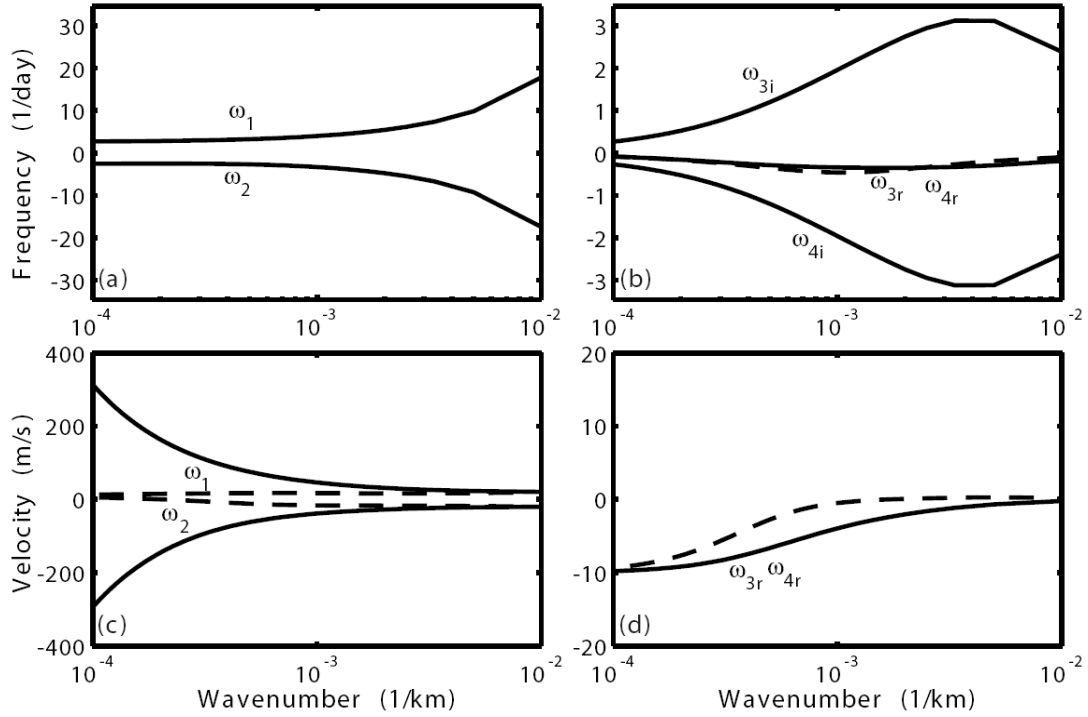 Frequency (1/day)
30
20
10
0
-10
-20
-30
ω1
ω2
(a)
10-4
10-3
10-2
3
2
1
0
-1
-2
-3
ω3i
ω3r
ω4r
ω4i
(b)
10-4
10-3
10-2
Velocity (m/s)
400
200
0
-200
-400
ω1
ω2
(c)
10-4
10-3
10-2
Wavenumber (1/km)
20
10
0
-10
-20
ω3r ω4r
(d)
10-4
10-3
10-2
Wavenumber (1/km)